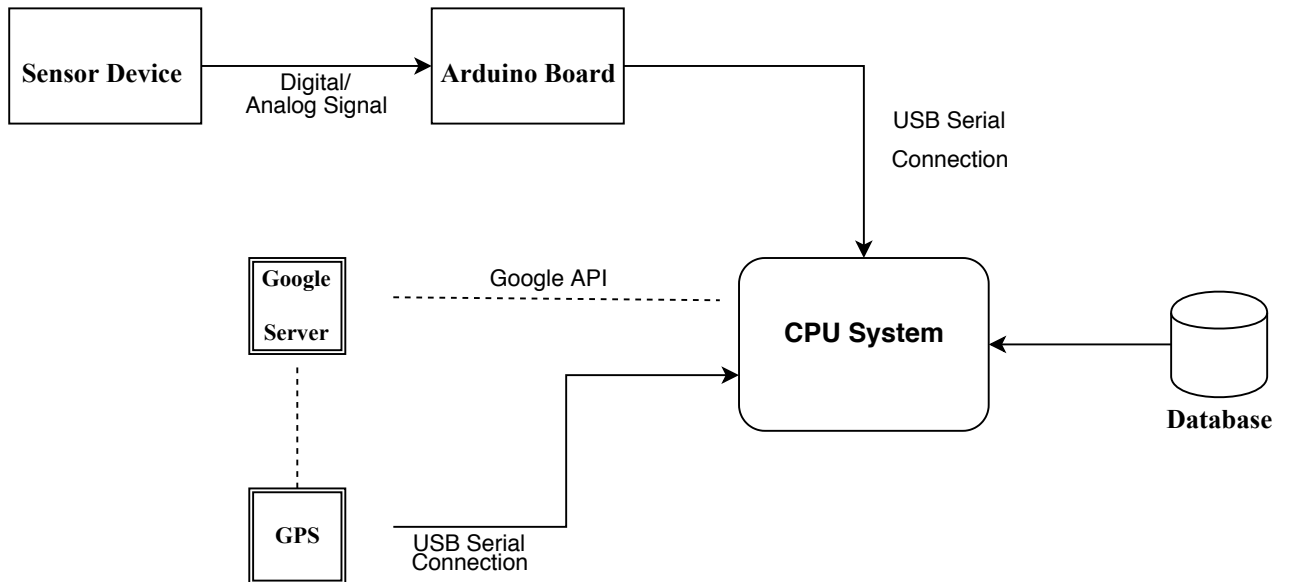 Sensor Device
Digital/
Analog Signal
Arduino Board
USB Serial
Connection
Google
Server
Google API
CPU System
Database
GPS
USB Serial
Connection